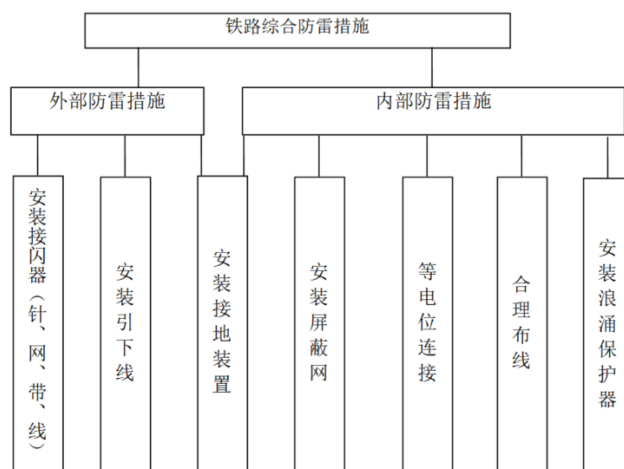 铁路综合防雷措施
外部防雷措施
内部防雷措施
安装接闪器（针、网、带、线）
安装引下线
安装接地装置
安装屏蔽网
等电位连接
合理布线
安装浪涌保护器